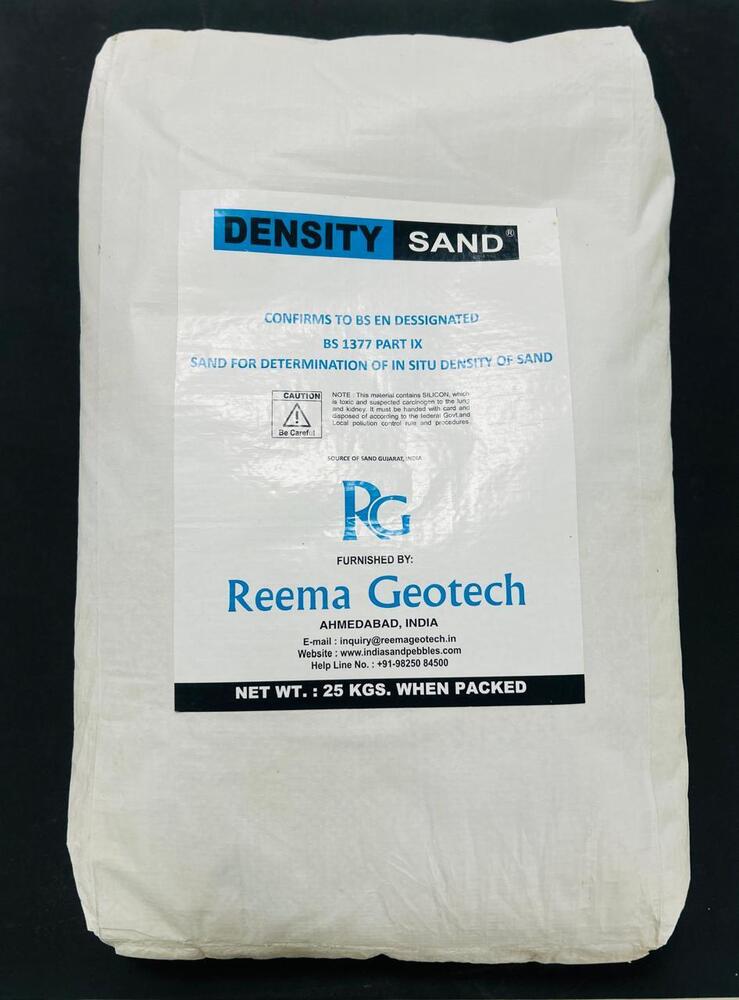 DENSITY SAND®
CONFIRMS TO BS EN DESSIGNATED
BS 1377 PART IX
SAND FOR DETERMINATION OF IN SITU DENSITY OF SAND
CAUTION
Be Careful
NOTE : This material contains SILICON, which
is toxic and suspected carcinogen to the lung
and kidney. It must be handed with card and
disposed of according to the federal Govt.and
Local pollution control rule and procedures
SOURCE OF SAND GUJARAT, INDIA
RG
FURNISHED BY:
Reema Geotech
AHMEDABAD, INDIA
E-mail : inquiry@reemageotech.in
Website : www.indiasandpebbles.com
Help Line No. : +91-98250 84500
NET WT. : 25 KGS. WHEN PACKED